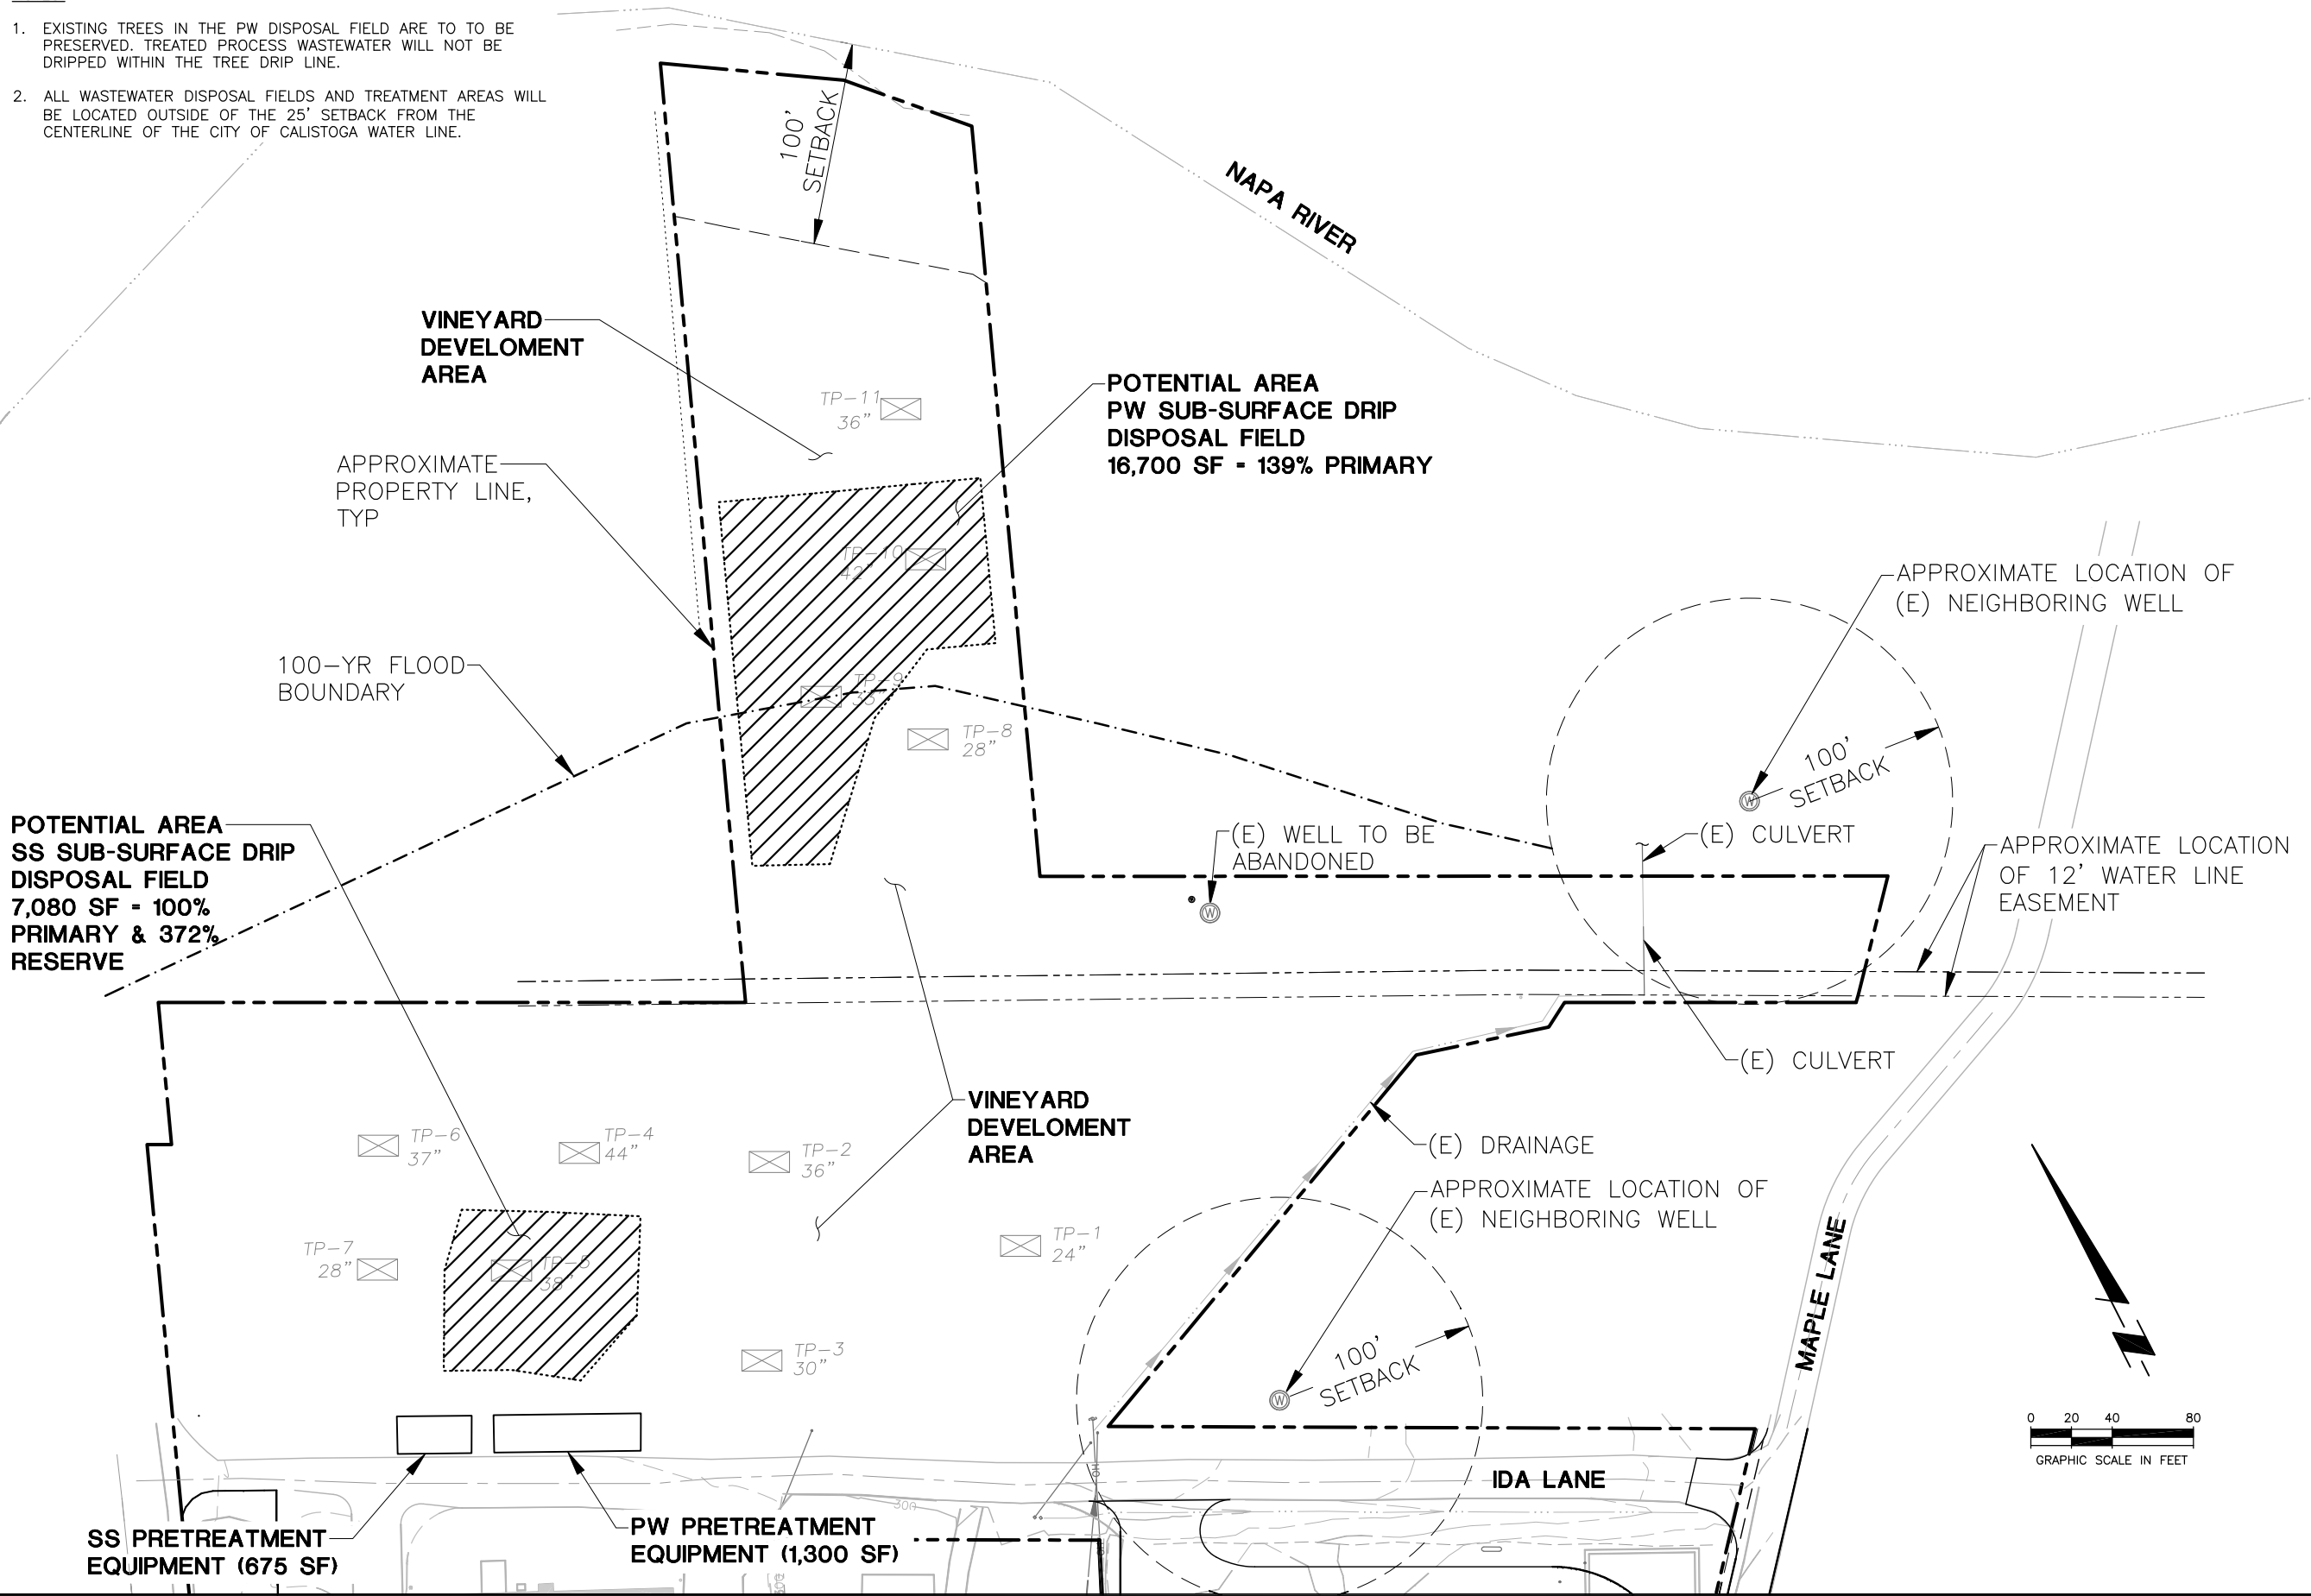 1. EXISTING TREES IN THE PW DISPOSAL FIELD ARE TO TO BE
PRESERVED. TREATED PROCESS WASTEWATER WILL NOT BE
DRIPPED WITHIN THE TREE DRIP LINE.
2. ALL WASTEWATER DISPOSAL FIELDS AND TREATMENT AREAS WILL
BE LOCATED OUTSIDE OF THE 25' SETBACK FROM THE
CENTERLINE OF THE CITY OF CALISTOGA WATER LINE.
100'
SETBACK
NAPA RIVER
VINEYARD
DEVELOMENT
AREA
TP-11
36"
POTENTIAL AREA
PW SUB-SURFACE DRIP
DISPOSAL FIELD
16,700 SF = 139% PRIMARY
APPROXIMATE
PROPERTY LINE,
TYP
TP-10
42"
APPROXIMATE LOCATION OF
(E) NEIGHBORING WELL
100-YR FLOOD
BOUNDARY
TP-9
33"
TP-8
28"
100'
SETBACK
POTENTIAL AREA
SS SUB-SURFACE DRIP
DISPOSAL FIELD
7,080 SF = 100%
PRIMARY & 372%
RESERVE
(E) WELL TO BE
ABANDONED
W
W
(E) CULVERT
APPROXIMATE LOCATION
OF 12' WATER LINE
EASEMENT
(E) CULVERT
VINEYARD
DEVELOMENT
AREA
TP-6
37"
TP-4
44"
TP-2
36"
(E) DRAINAGE
APPROXIMATE LOCATION OF
(E) NEIGHBORING WELL
TP-7
28"
TP-5
38"
TP-1
24"
TP-3
30"
100'
SETBACK
W
MAPLE LANE
0 20 40 80
GRAPHIC SCALE IN FEET
IDA LANE
300
SS PRETREATMENT
EQUIPMENT (675 SF)
PW PRETREATMENT
EQUIPMENT (1,300 SF)